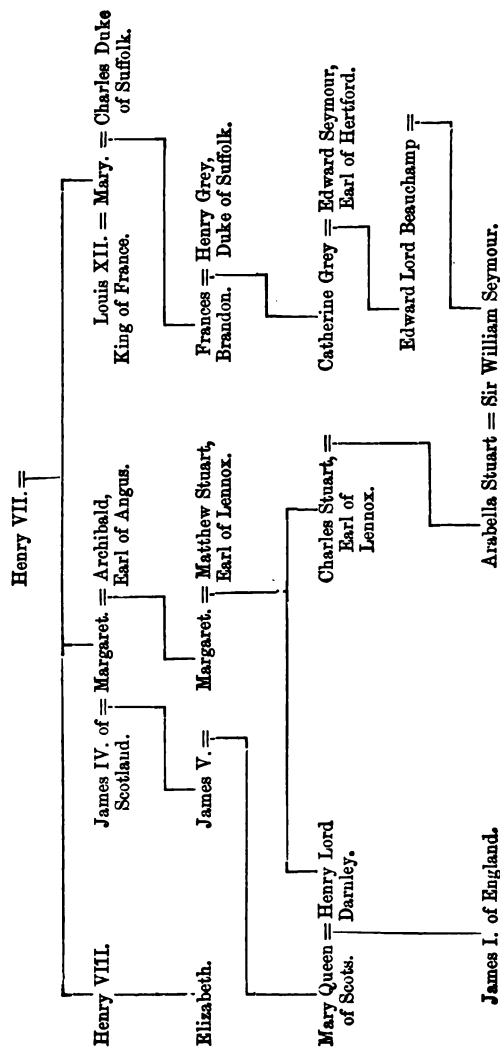 Henry VII. =
Henry VIII.
James IV. of = Margaret. = Archibald,
Scotlaud.
Earl of Angus.
Louis XII. = Mary. = Charles Duke
King of France.
of Suffolk.
Elizabeth.
James V. =
Margaret. = Matthew Stuart,
Earl of Lennox.
Frances = Henry Grey,
Brandon.
Duke of Suffolk.
Mary Queen = Henry Lord
of Scots.
Darnley.
Charles Stuart, =
Earl of
Lennox.
Catherine Grey = Edward Seymour,
Earl of Hertford.
Edward Lord Beauchamp =
James I. of England.
Arabella Stuart = Sir William Seymour.